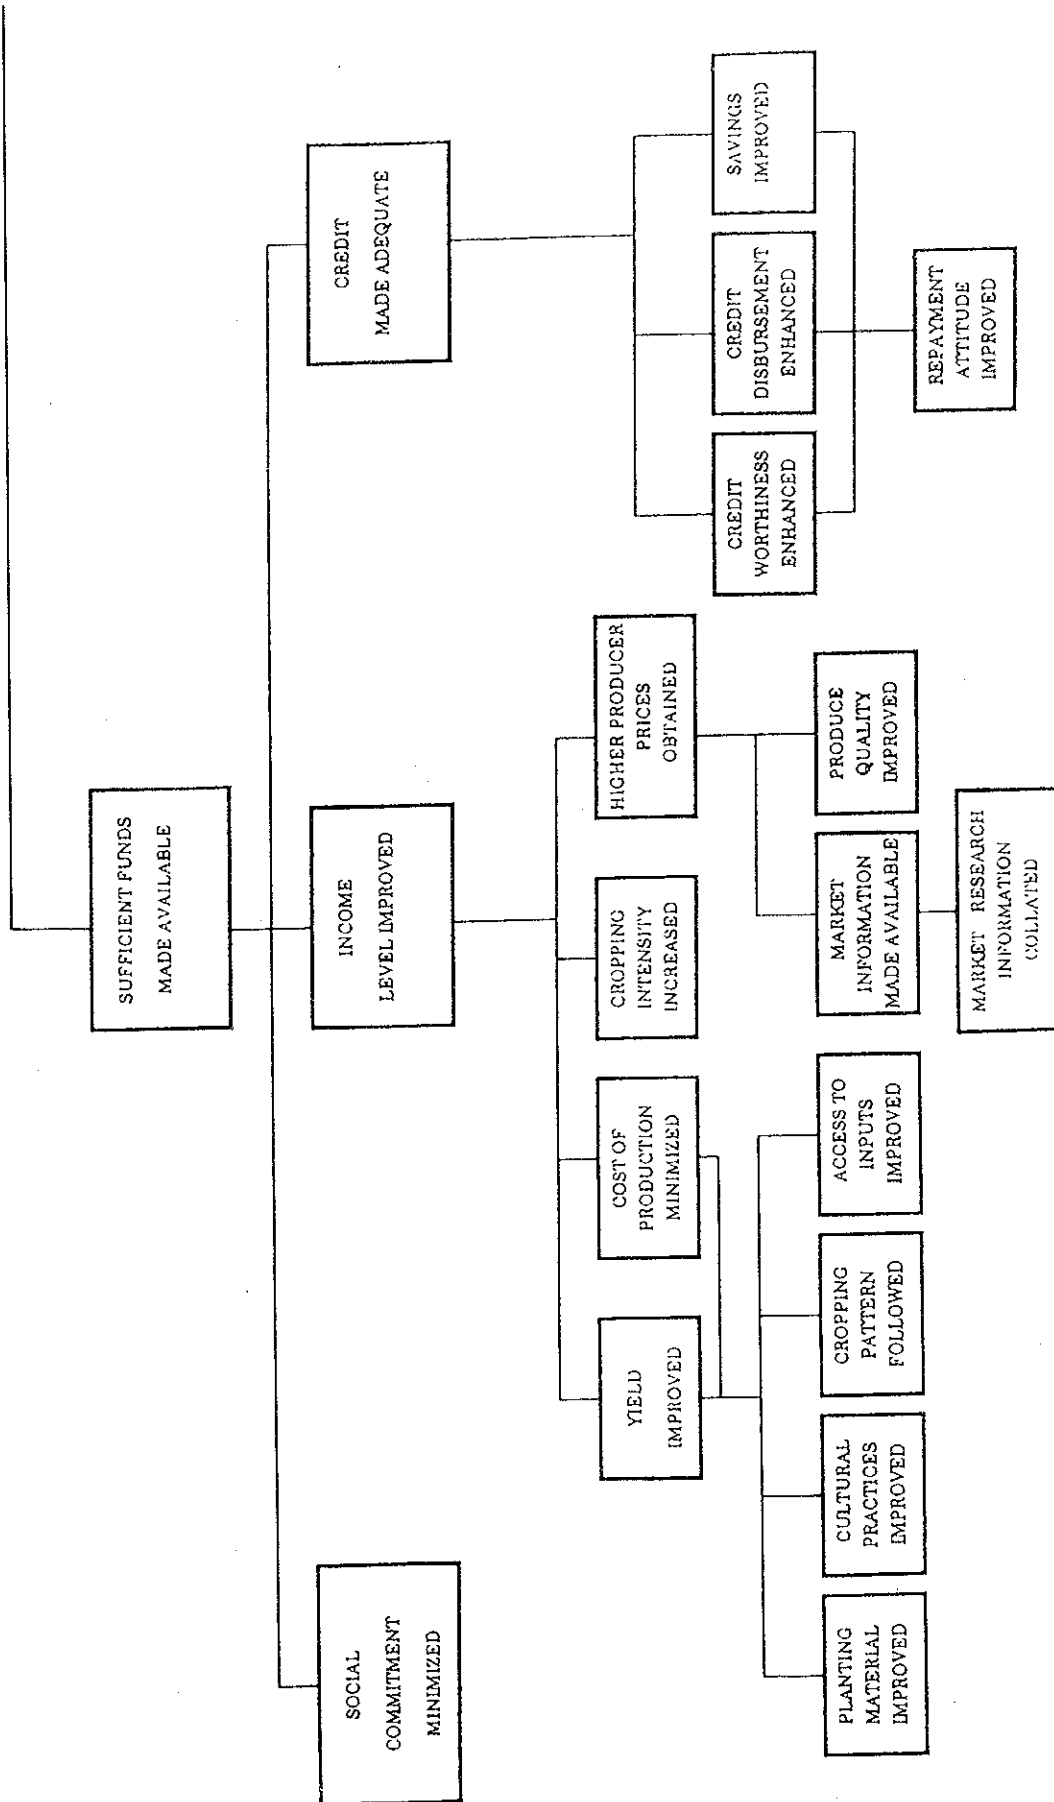 SUFFICIENT FUNDS
MADE AVAILABLE
SOCIAL
COMMITMENT
MINIMIZED
INCOME
LEVEL IMPROVED
CREDIT
MADE ADEQUATE
YIELD
IMPROVED
COST OF
PRODUCTION
MINIMIZED
CROPPING
INTENSITY
INCREASED
HIGHER PRODUCER
PRICES
OBTAINED
CREDIT
WORTHINESS
ENHANCED
CREDIT
DISBURSEMENT
ENHANCED
SAVINGS
IMPROVED
PLANTING
MATERIAL
IMPROVED
CULTURAL
PRACTICES
IMPROVED
CROPPING
PATTERN
FOLLOWED
ACCESS TO
INPUTS
IMPROVED
MARKET
INFORMATION
MADE AVAILABLE
PRODUCE
QUALITY
IMPROVED
REPAYMENT
ATTITUDE
IMPROVED
MARKET RESEARCH
INFORMATION
COLLATED